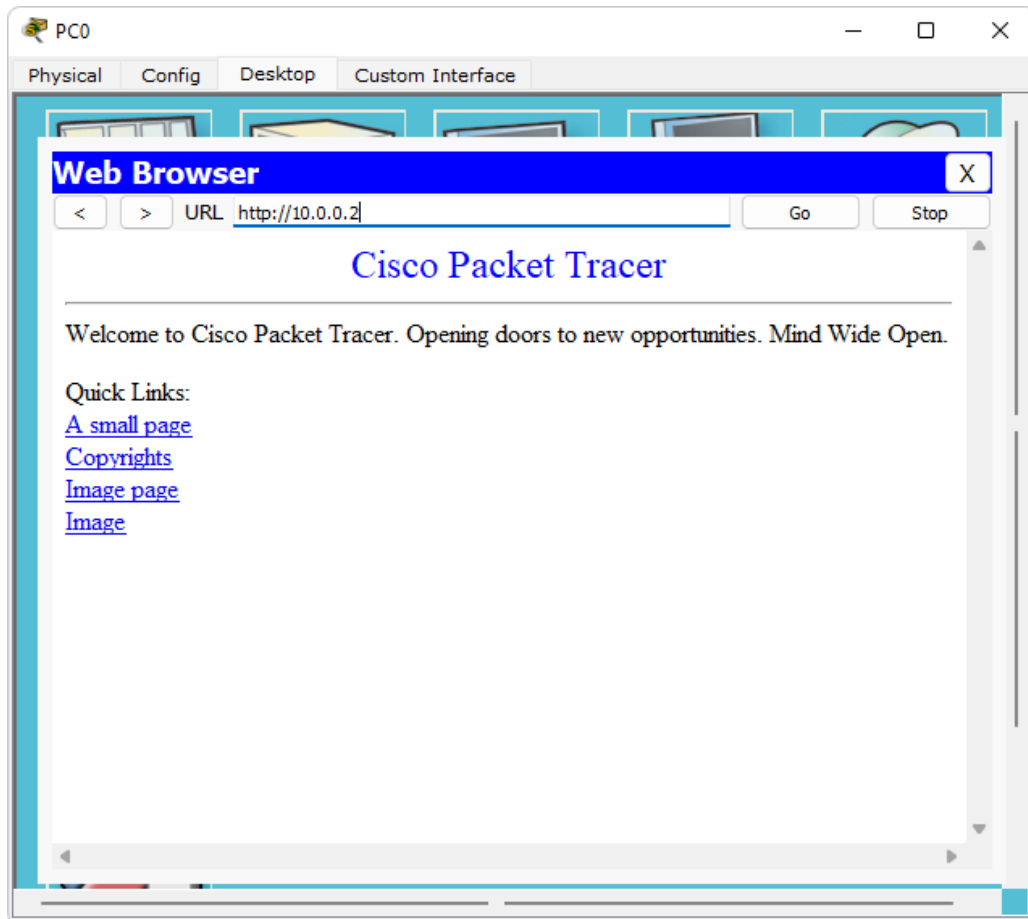 PC0
Physical Config Desktop Custom Interface
Web Browser X
< > URL http://10.0.0.2 Go Stop
Cisco Packet Tracer
Welcome to Cisco Packet Tracer. Opening doors to new opportunities. Mind Wide Open.
Quick Links:
A small page
Copyrights
Image page
Image